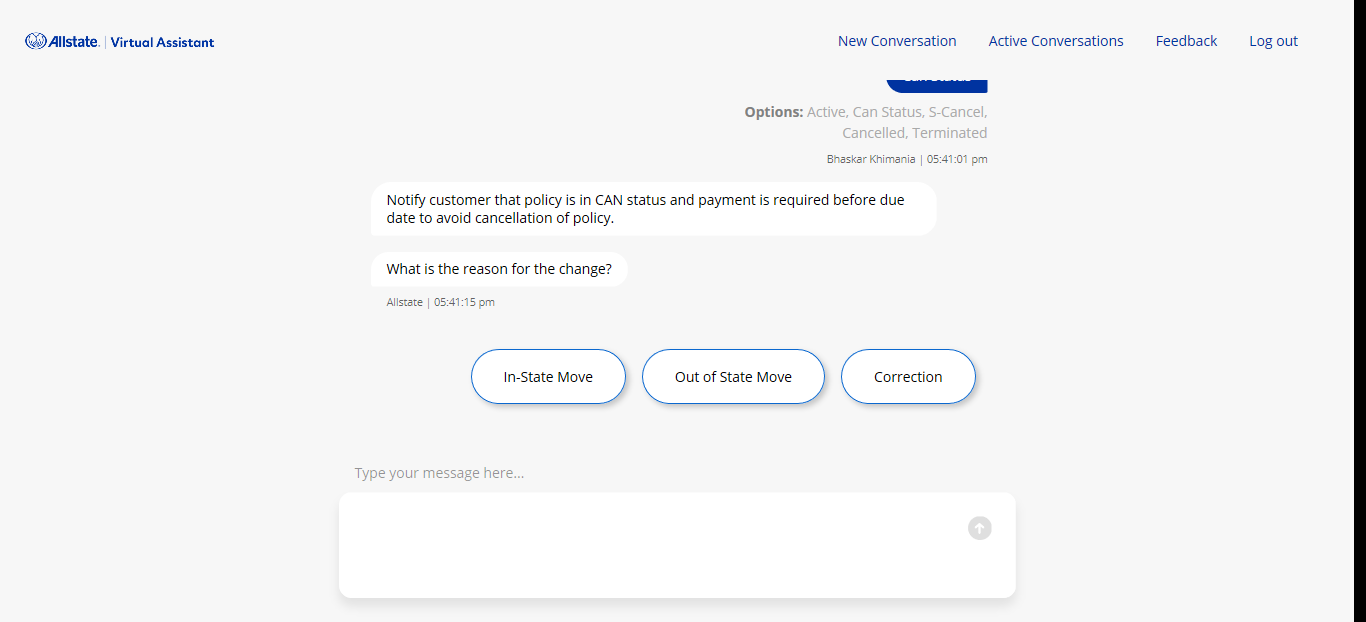 Allstate. | Virtual Assistant
New Conversation Active Conversations Feedback Log out
Options: Active, Can Status, S-Cancel,
Cancelled, Terminated
Bhaskar Khimania | 05:41:01 pm
Notify customer that policy is in CAN status and payment is required before due
date to avoid cancellation of policy.
What is the reason for the change?
Allstate | 05:41:15 pm
In-State Move Out of State Move Correction
Type your message here...